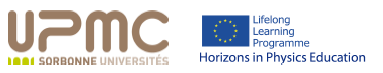 UPMC
SORBONNE UNIVERSITÉS
Lifelong
Learning
Programme
Horizons in Physics Education